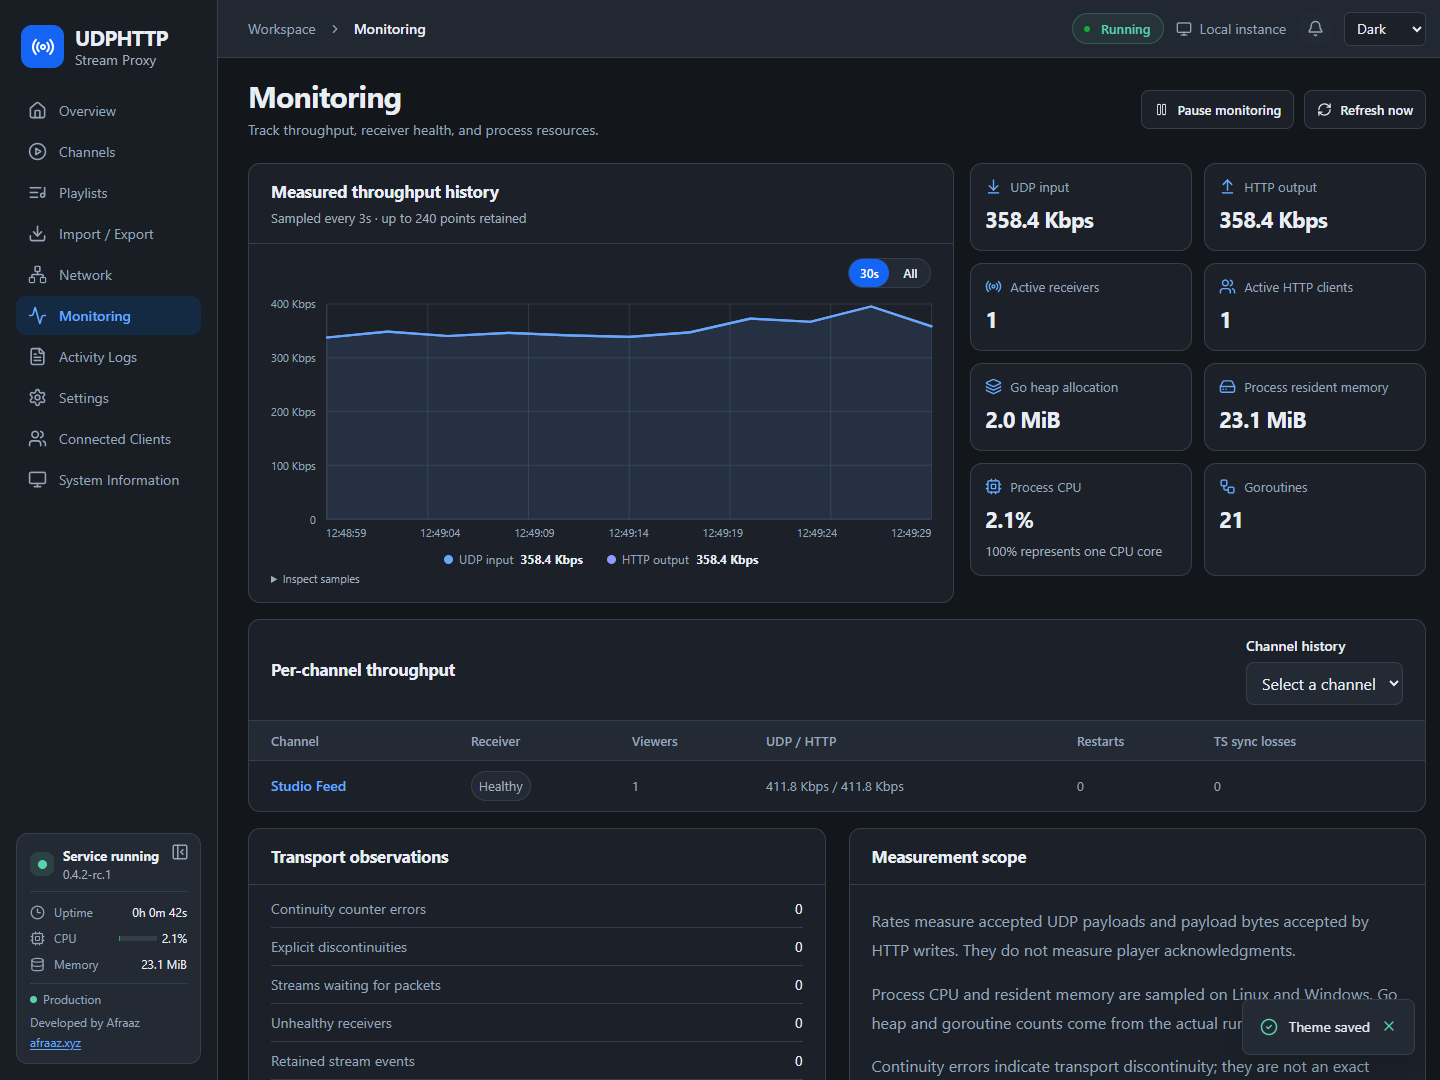 UDPHTTP
Stream Proxy
Overview
Channels
Playlists
Import / Export
Network
Monitoring
Activity Logs
Settings
Connected Clients
System Information
Service running
0.4.2-rc.1
Uptime 0h 0m 42s
CPU 2.1%
Memory 23.1 MiB
Production
Developed by Afraaz
afraaz.xyz
Workspace > Monitoring
Running
Local instance
Dark
Monitoring
Track throughput, receiver health, and process resources.
Pause monitoring
Refresh now
Measured throughput history
Sampled every 3s · up to 240 points retained
30s All
400 Kbps
300 Kbps
200 Kbps
100 Kbps
0
12:48:59 12:49:04 12:49:09 12:49:14 12:49:19 12:49:24 12:49:29
UDP input 358.4 Kbps HTTP output 358.4 Kbps
Inspect samples
UDP input
358.4 Kbps
HTTP output
358.4 Kbps
Active receivers
1
Active HTTP clients
1
Go heap allocation
2.0 MiB
Process resident memory
23.1 MiB
Process CPU
2.1%
100% represents one CPU core
Goroutines
21
Per-channel throughput
Channel history
Select a channel
Channel Receiver Viewers UDP / HTTP Restarts TS sync losses
Studio Feed Healthy 1 411.8 Kbps / 411.8 Kbps 0 0
Transport observations
Continuity counter errors 0
Explicit discontinuities 0
Streams waiting for packets 0
Unhealthy receivers 0
Retained stream events 0
Measurement scope
Rates measure accepted UDP payloads and payload bytes accepted by
HTTP writes. They do not measure player acknowledgments.
Process CPU and resident memory are sampled on Linux and Windows. Go
heap and goroutine counts come from the actual
Continuity errors indicate transport discontinuity; they are not an exact
Theme saved